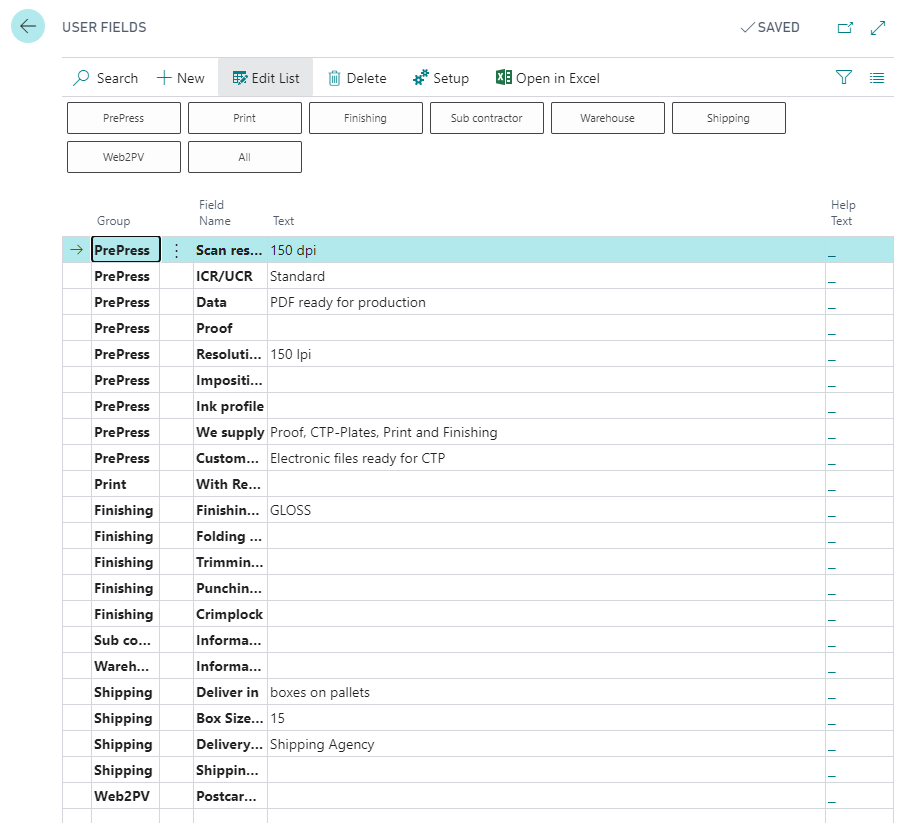 USER FIELDS SAVED
Search New Edit List Delete Setup Open in Excel
PrePress Print Finishing Sub contractor Warehouse Shipping
Web2PV All
Group Field Name Text Help Text
PrePress Scan res... 150 dpi _
PrePress ICR/UCR Standard _
PrePress Data PDF ready for production _
PrePress Proof _
PrePress Resoluti... 150 lpi _
PrePress Impositi... _
PrePress Ink profile _
PrePress We supply Proof, CTP-Plates, Print and Finishing _
PrePress Custom... Electronic files ready for CTP _
Print With Re... _
Finishing Finishin... GLOSS _
Finishing Folding ... _
Finishing Trimmin... _
Finishing Punchin... _
Finishing Crimplock _
Sub co... Informa... _
Wareh... Informa... _
Shipping Deliver in boxes on pallets _
Shipping Box Size... 15 _
Shipping Delivery... Shipping Agency _
Shipping Shippin... _
Web2PV Postcar... _